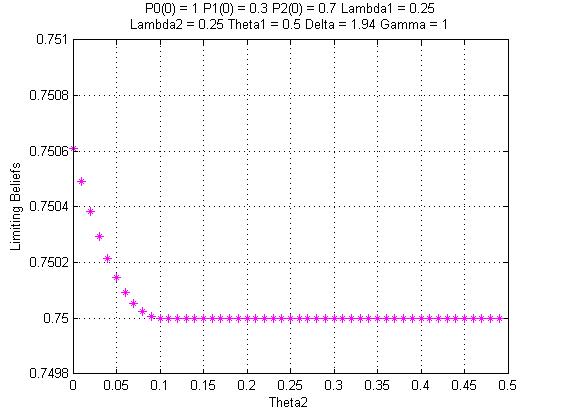 P0(0) = 1 P1(0) = 0.3 P2(0) = 0.7 Lambda1 = 0.25
Lambda2 = 0.25 Theta1 = 0.5 Delta = 1.94 Gamma = 1
0.751
0.7508
0.7506
0.7504
0.7502
0.75
0.7498
Limiting Beliefs
0 0.05 0.1 0.15 0.2 0.25 0.3 0.35 0.4 0.45 0.5
Theta2